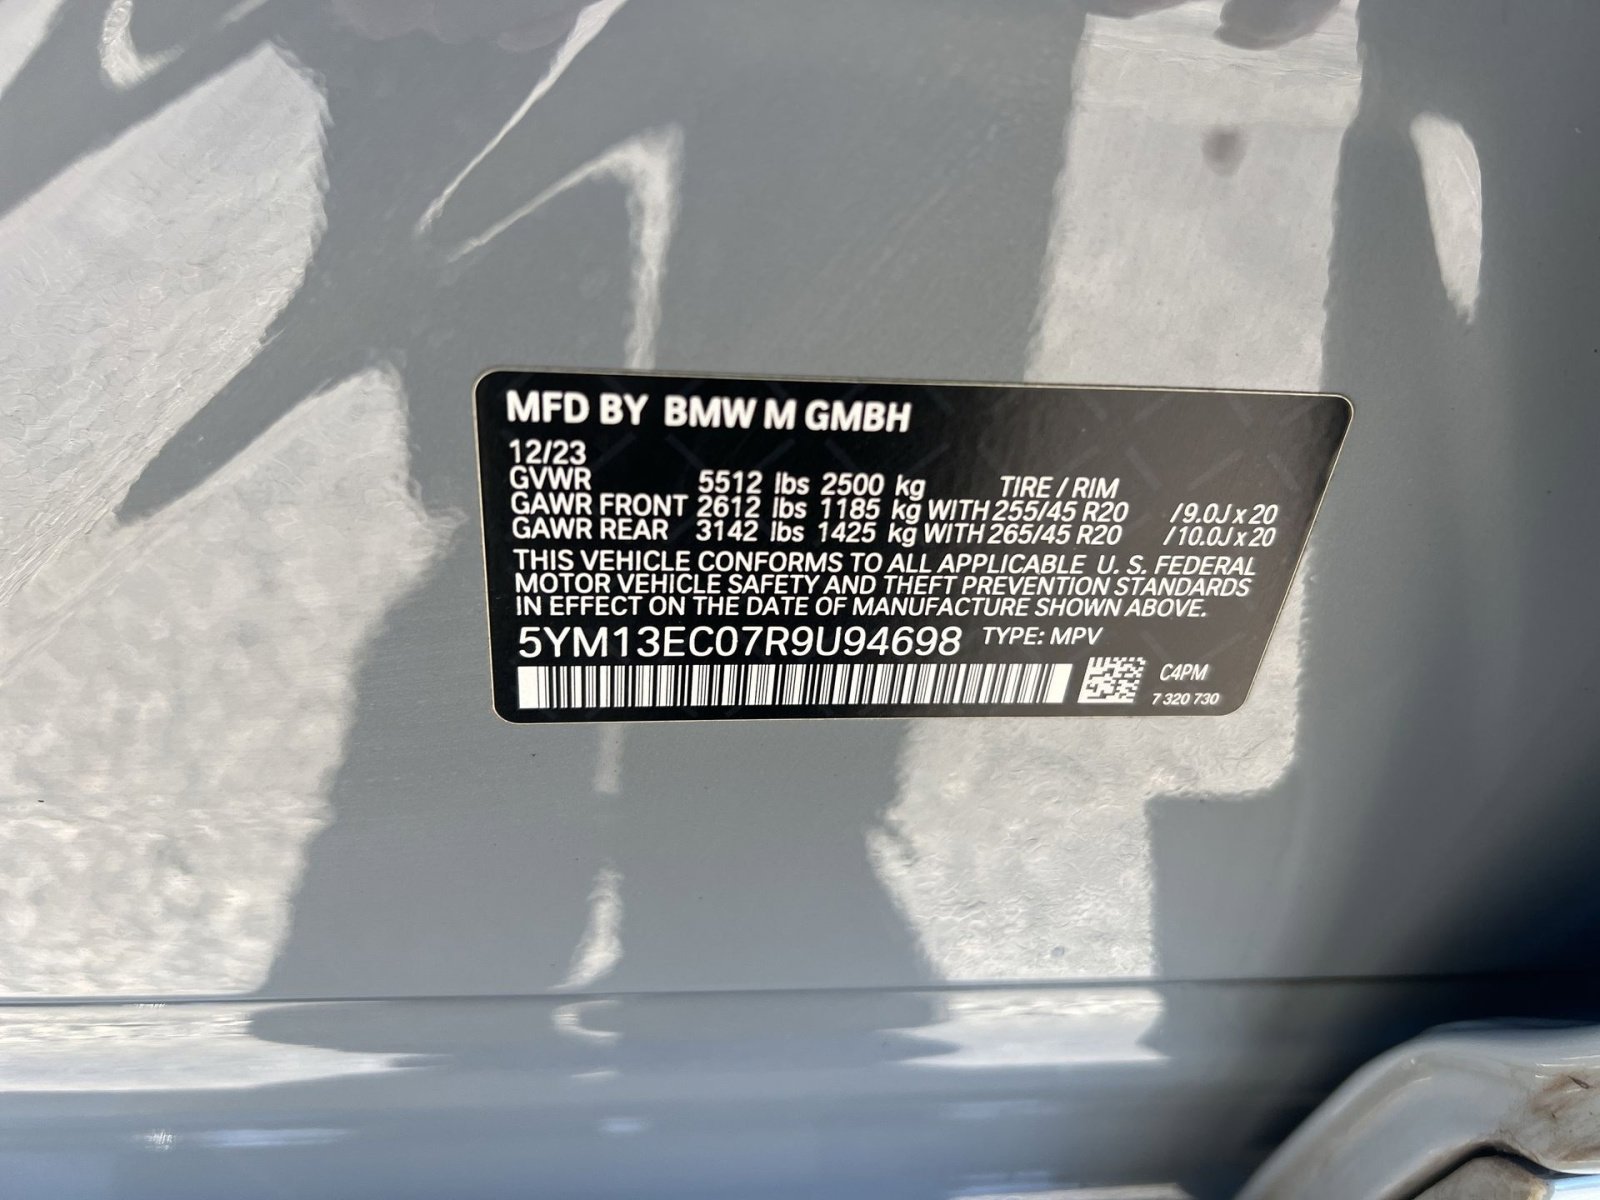 MFD BY BMW M GMBH
12/23
GVWR 5512 lbs 2500 kg TIRE / RIM
GAWR FRONT 2612 lbs 1185 kg WITH 255/45 R20 / 9.0J x 20
GAWR REAR 3142 lbs 1425 kg WITH 265/45 R20 / 10.0J x 20
THIS VEHICLE CONFORMS TO ALL APPLICABLE U. S. FEDERAL
MOTOR VEHICLE SAFETY AND THEFT PREVENTION STANDARDS
IN EFFECT ON THE DATE OF MANUFACTURE SHOWN ABOVE.
5YM13EC07R9U94698 TYPE: MPV
C4PM
7 320 730